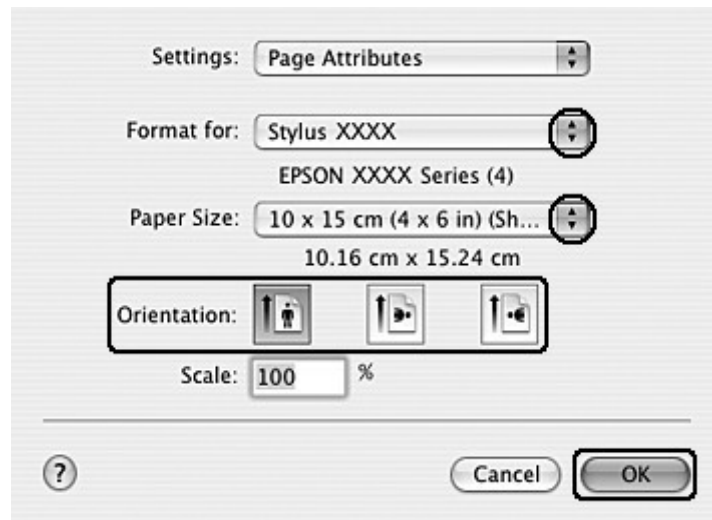 Settings: Page Attributes
Format for: Stylus XXXX
EPSON XXXX Series (4)
Paper Size: 10 x 15 cm (4 x 6 in) (Sh...
10.16 cm x 15.24 cm
Orientation:
Scale: 100 %
? Cancel OK